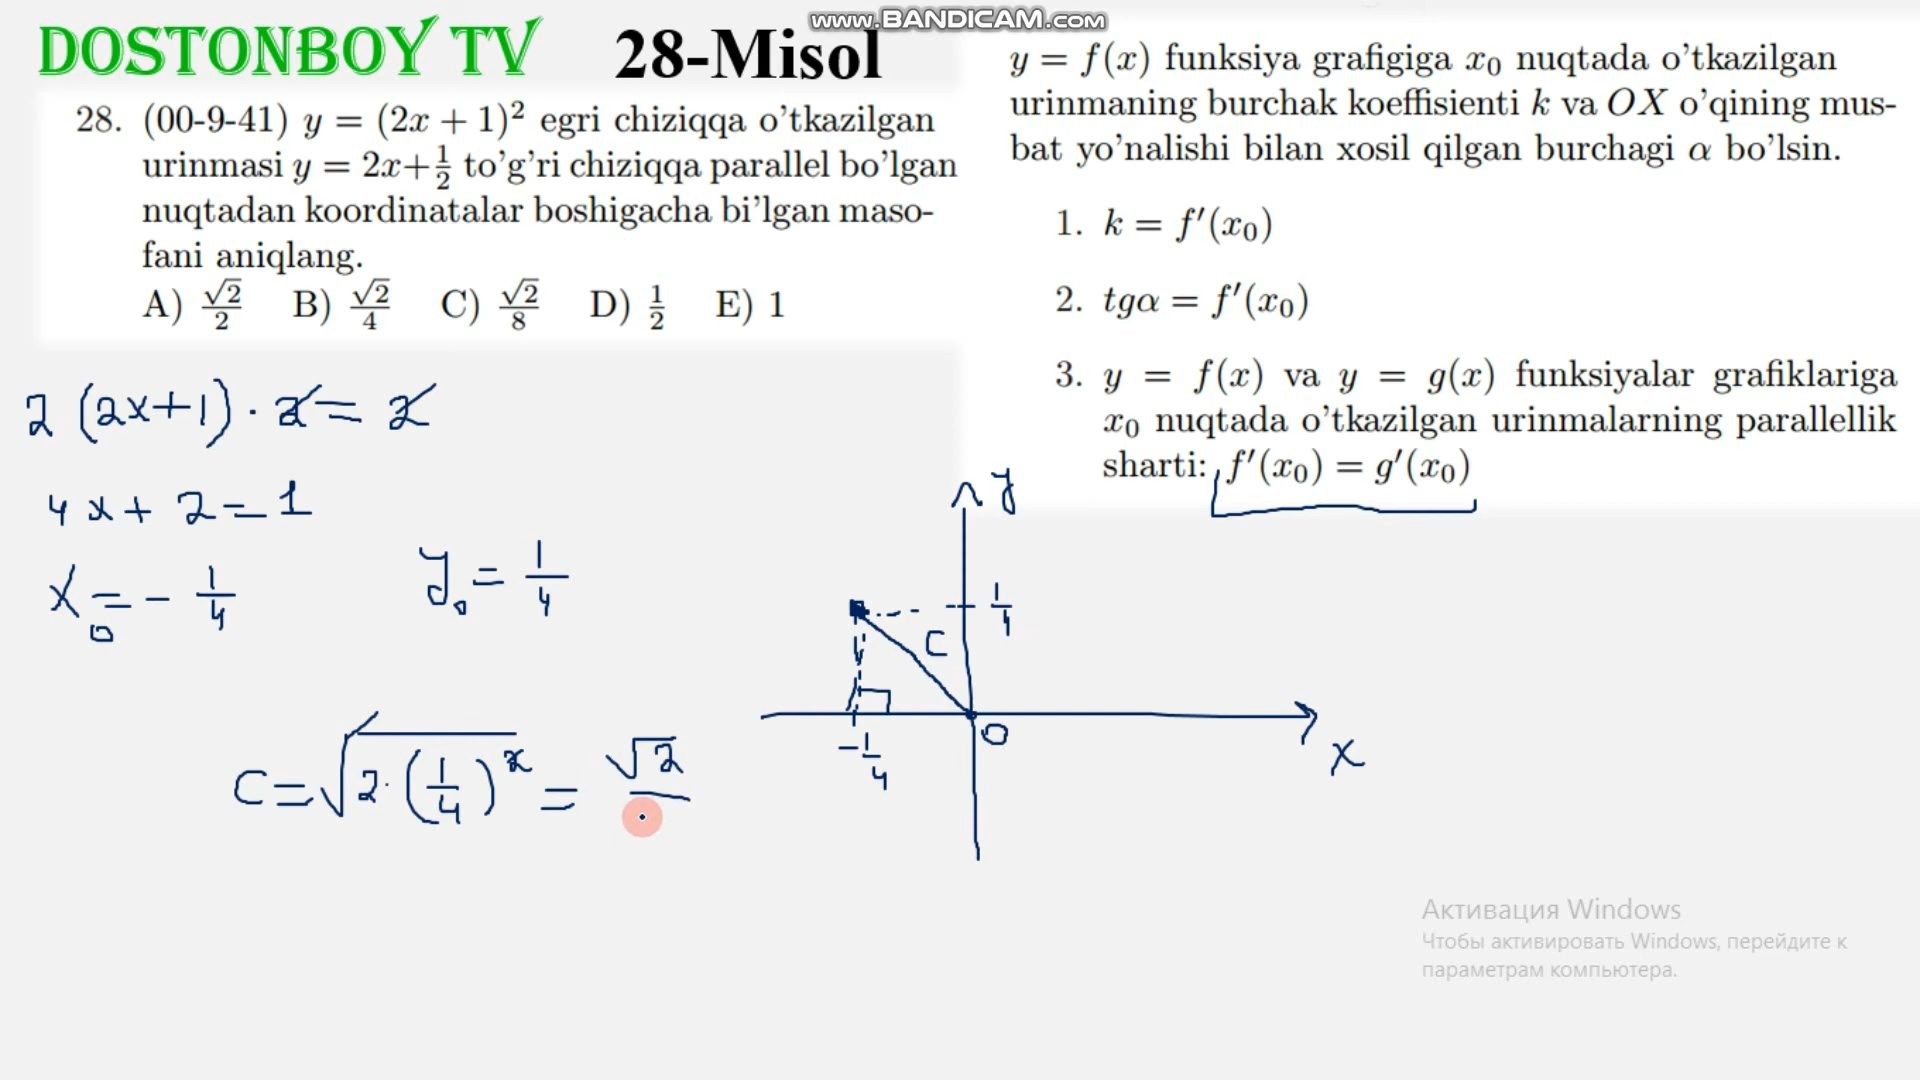 www.BANDICAM.com
DOSTONBOY TV
28-Misol
28. (00-9-41) y = (2x + 1)² egri chiziqqa o'tkazilgan
urinmasi y = 2x+1/2 to'g'ri chiziqqa parallel bo'lgan
nuqtadan koordinatalar boshigacha bi'lgan maso-
fani aniqlang.
A) √2/2 B) √2/4 C) √2/8 D) 1/2 E) 1
y = f(x) funksiya grafigiga x₀ nuqtada o'tkazilgan
urinmaning burchak koeffisienti k va OX o'qining mus-
bat yo'nalishi bilan xosil qilgan burchagi α bo'lsin.
1. k = f′(x₀)
2. tgα = f′(x₀)
3. y = f(x) va y = g(x) funksiyalar grafiklariga
x₀ nuqtada o'tkazilgan urinmalarning parallellik
sharti: f′(x₀) = g′(x₀)
2(2x+1)·2=2
4x+2=1
x₀=-1/4
y₀=1/4
C=√2·(1/4)²=√2
y
1/4
C
-1/4
O
x
Активация Windows
Чтобы активировать Windows, перейдите к
параметрам компьютера.